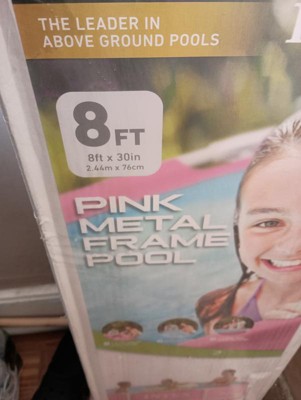 THE LEADER IN
ABOVE GROUND POOLS
8FT
8ft x 30in
2.44m x 76cm
PINK
METAL
FRAME
POOL